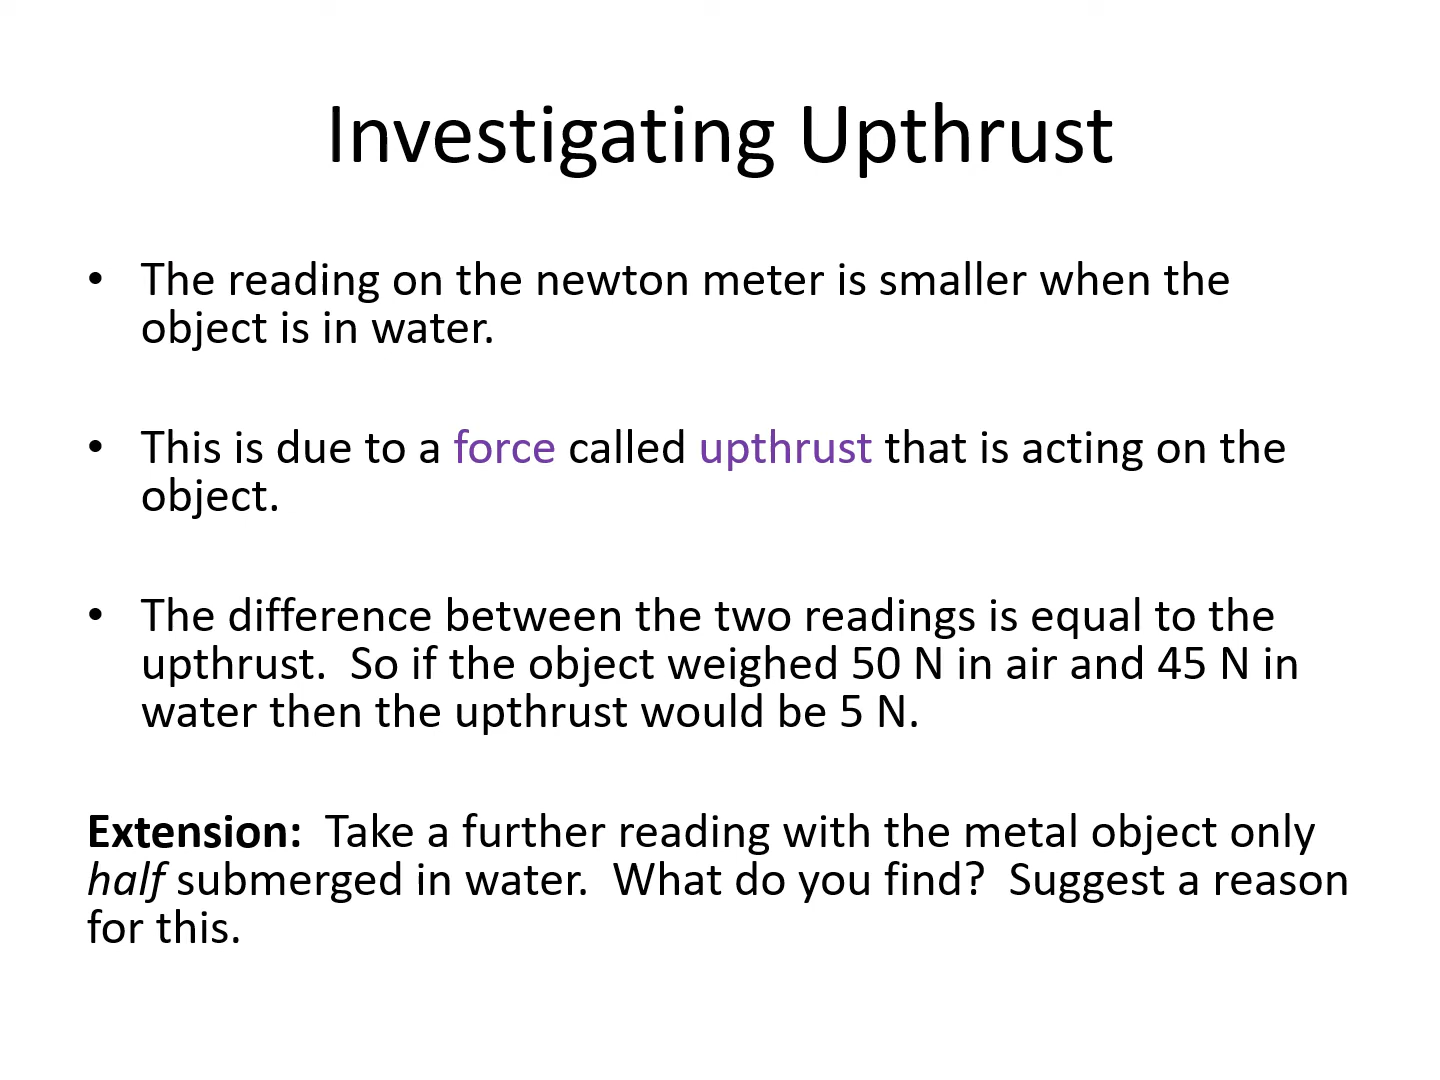 Investigating Upthrust
• The reading on the newton meter is smaller when the
object is in water.
• This is due to a force called upthrust that is acting on the
object.
• The difference between the two readings is equal to the
upthrust.  So if the object weighed 50 N in air and 45 N in
water then the upthrust would be 5 N.
Extension:  Take a further reading with the metal object only
half submerged in water.  What do you find?  Suggest a reason
for this.